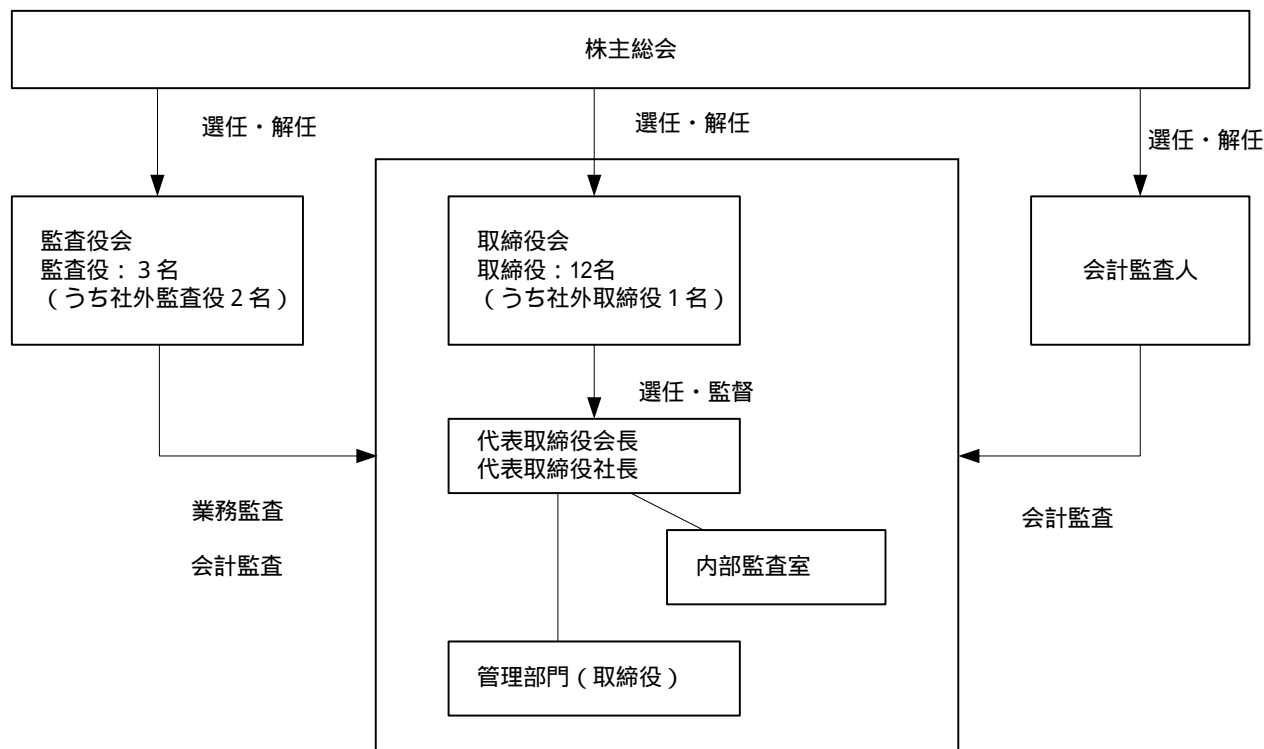 株主総会
選任・解任
選任・解任
選任・解任
監査役会
監査役：３名
（うち社外監査役２名）
取締役会
取締役：12名
（うち社外取締役１名）
会計監査人
選任・監督
代表取締役会長
代表取締役社長
業務監査
会計監査
会計監査
内部監査室
管理部門（取締役）